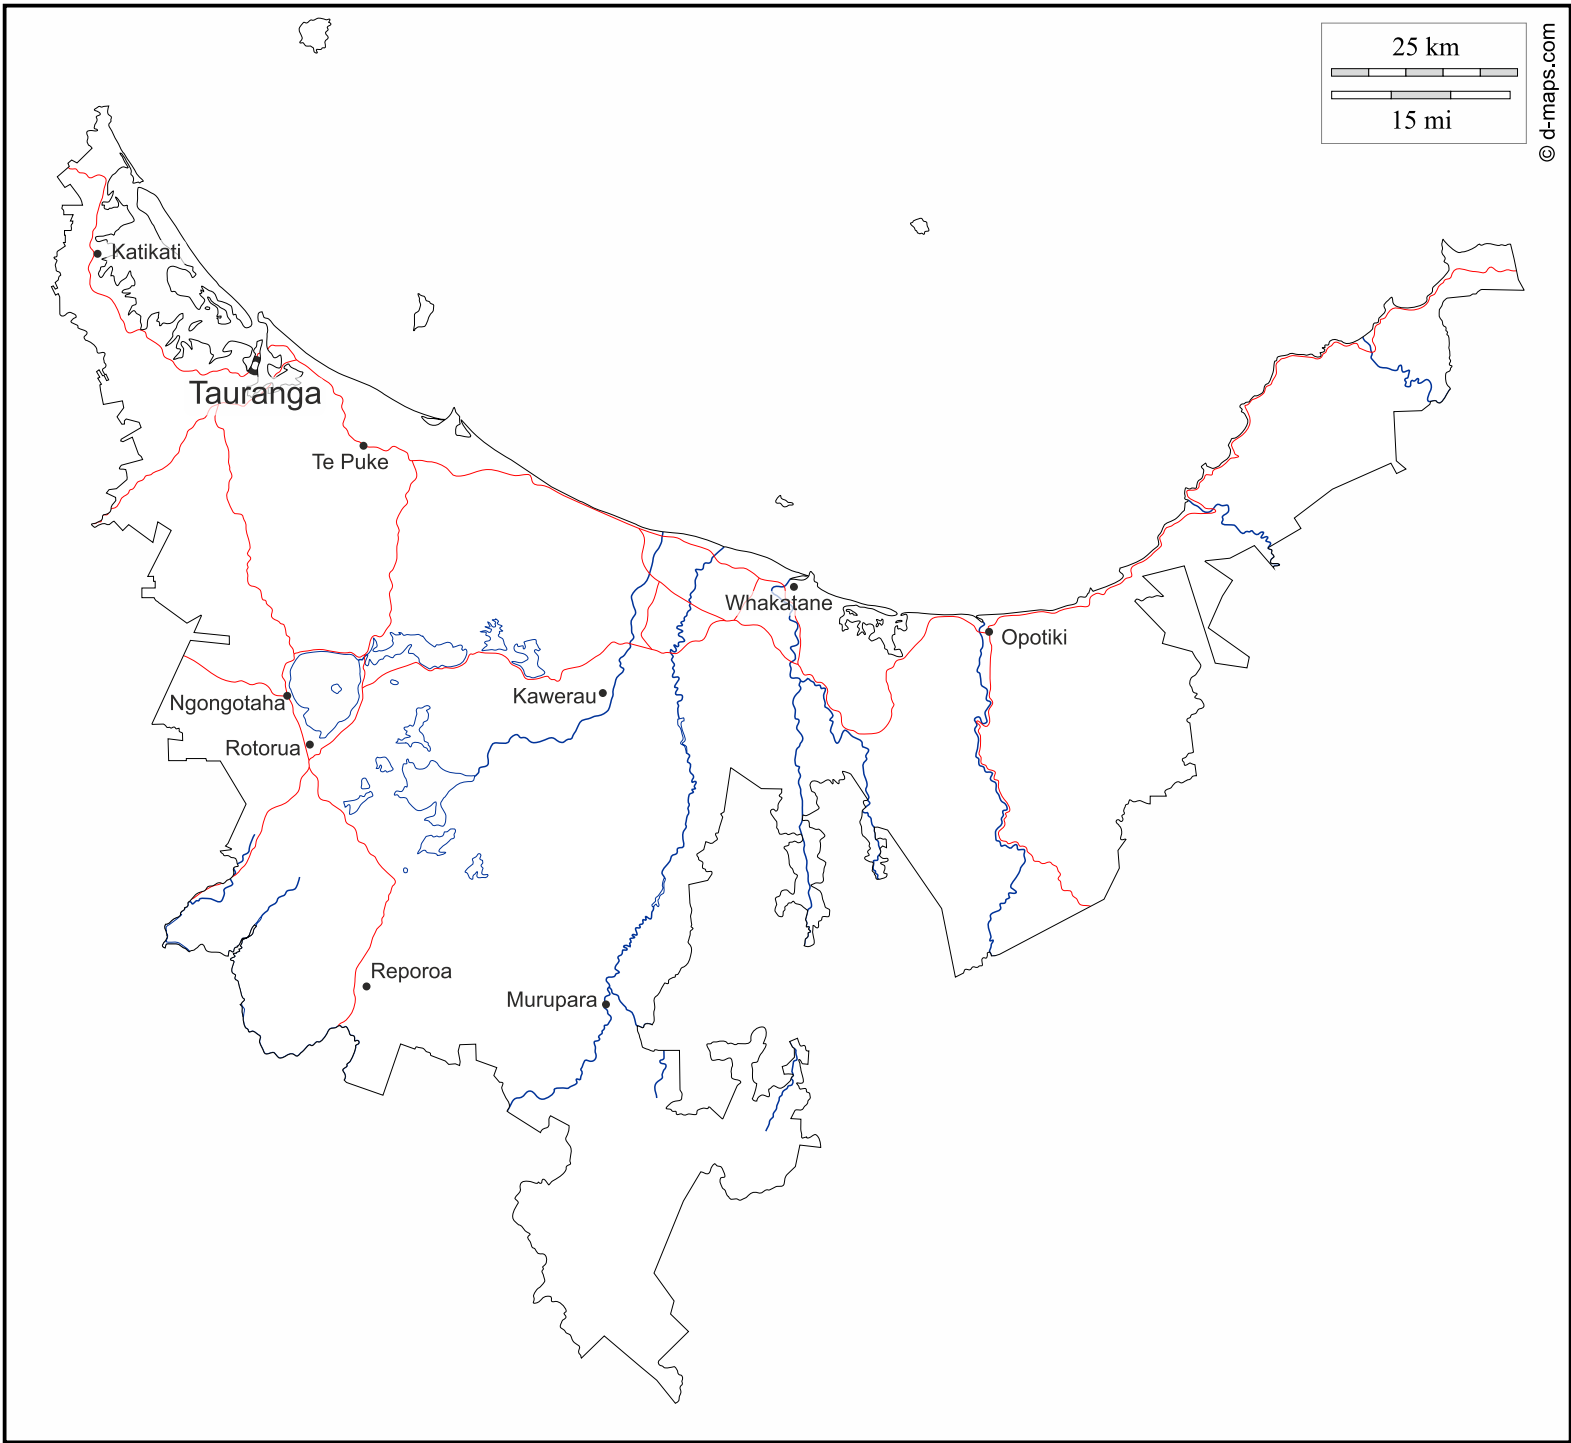 25 km
15 mi
© d-maps.com
Katikati
Tauranga
Te Puke
Whakatane
Opotiki
Ngongotaha
Kawerau
Rotorua
Reporoa
Murupara